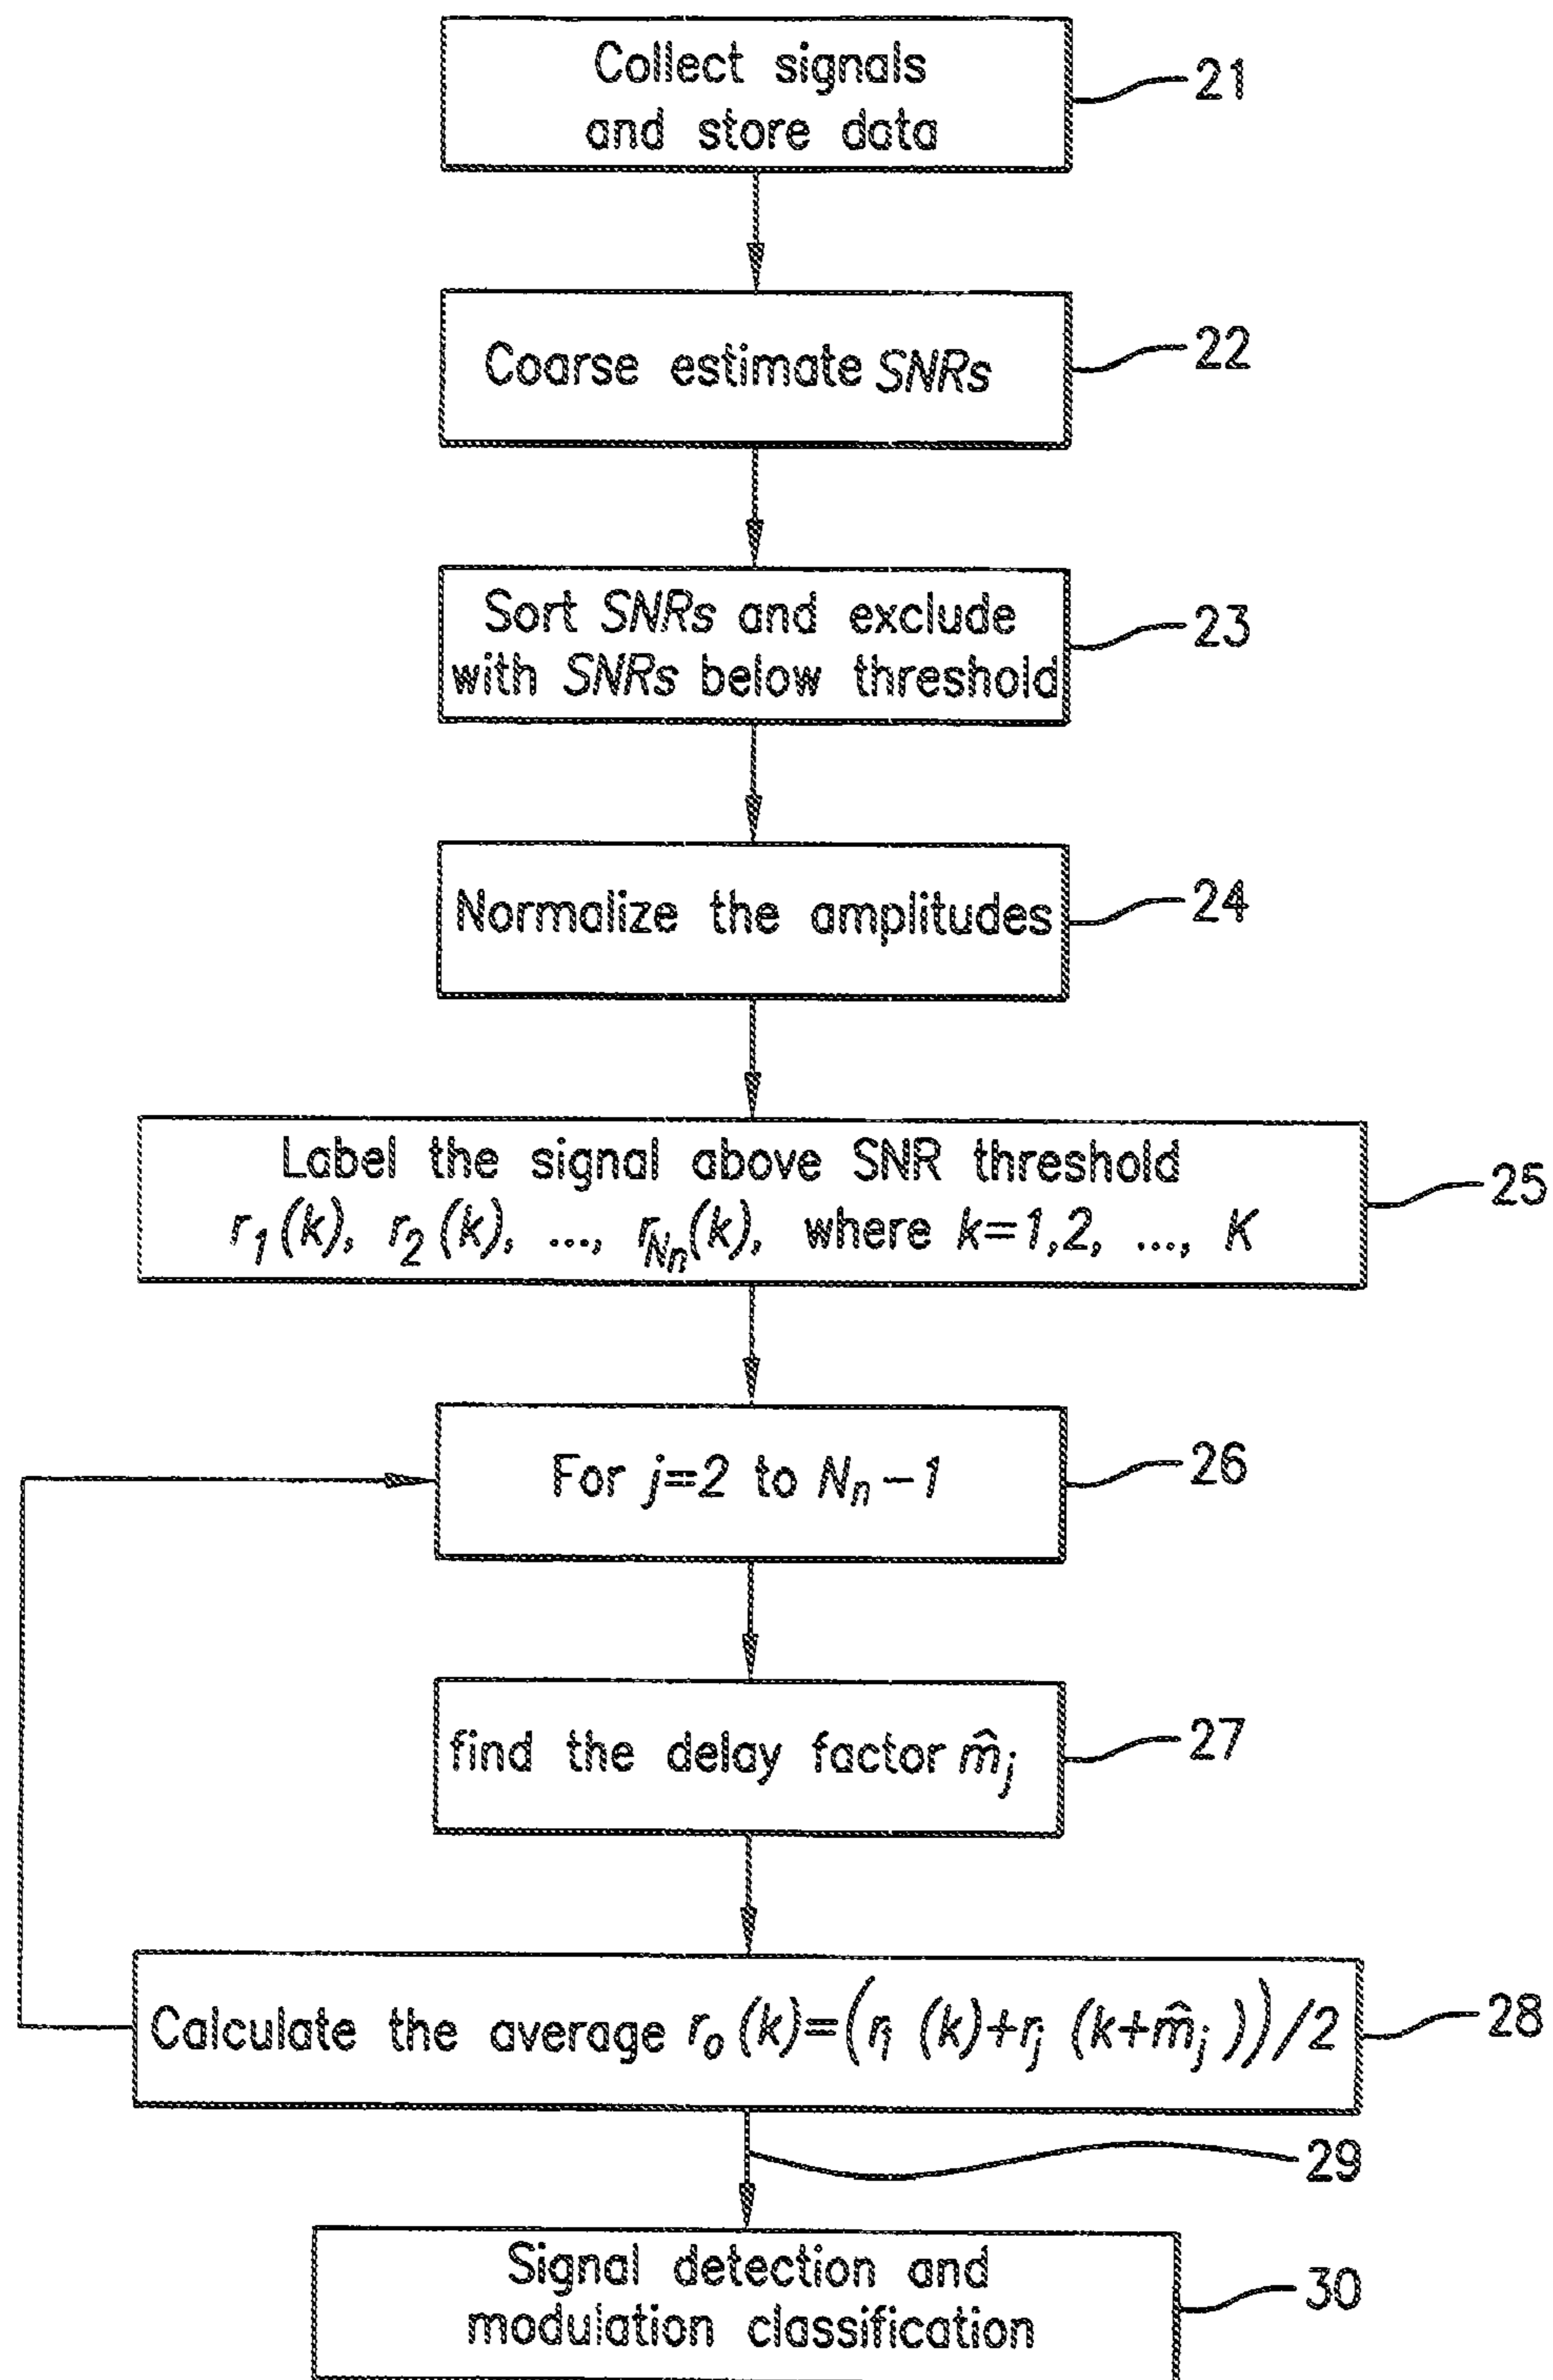 Collect signals
and store data
21
Coarse estimate SNRs
22
Sort SNRs and exclude
with SNRs below threshold
23
Normalize the amplitudes
24
Label the signal above SNR threshold
r₁(k), r₂(k), ..., r_Nₙ(k), where k=1,2, ..., K
25
For j=2 to Nₙ-1
26
find the delay factor m̂ⱼ
27
Calculate the average r₀(k)=(r₁(k)+rⱼ(k+m̂ⱼ))/2
28
29
Signal detection and
modulation classification
30